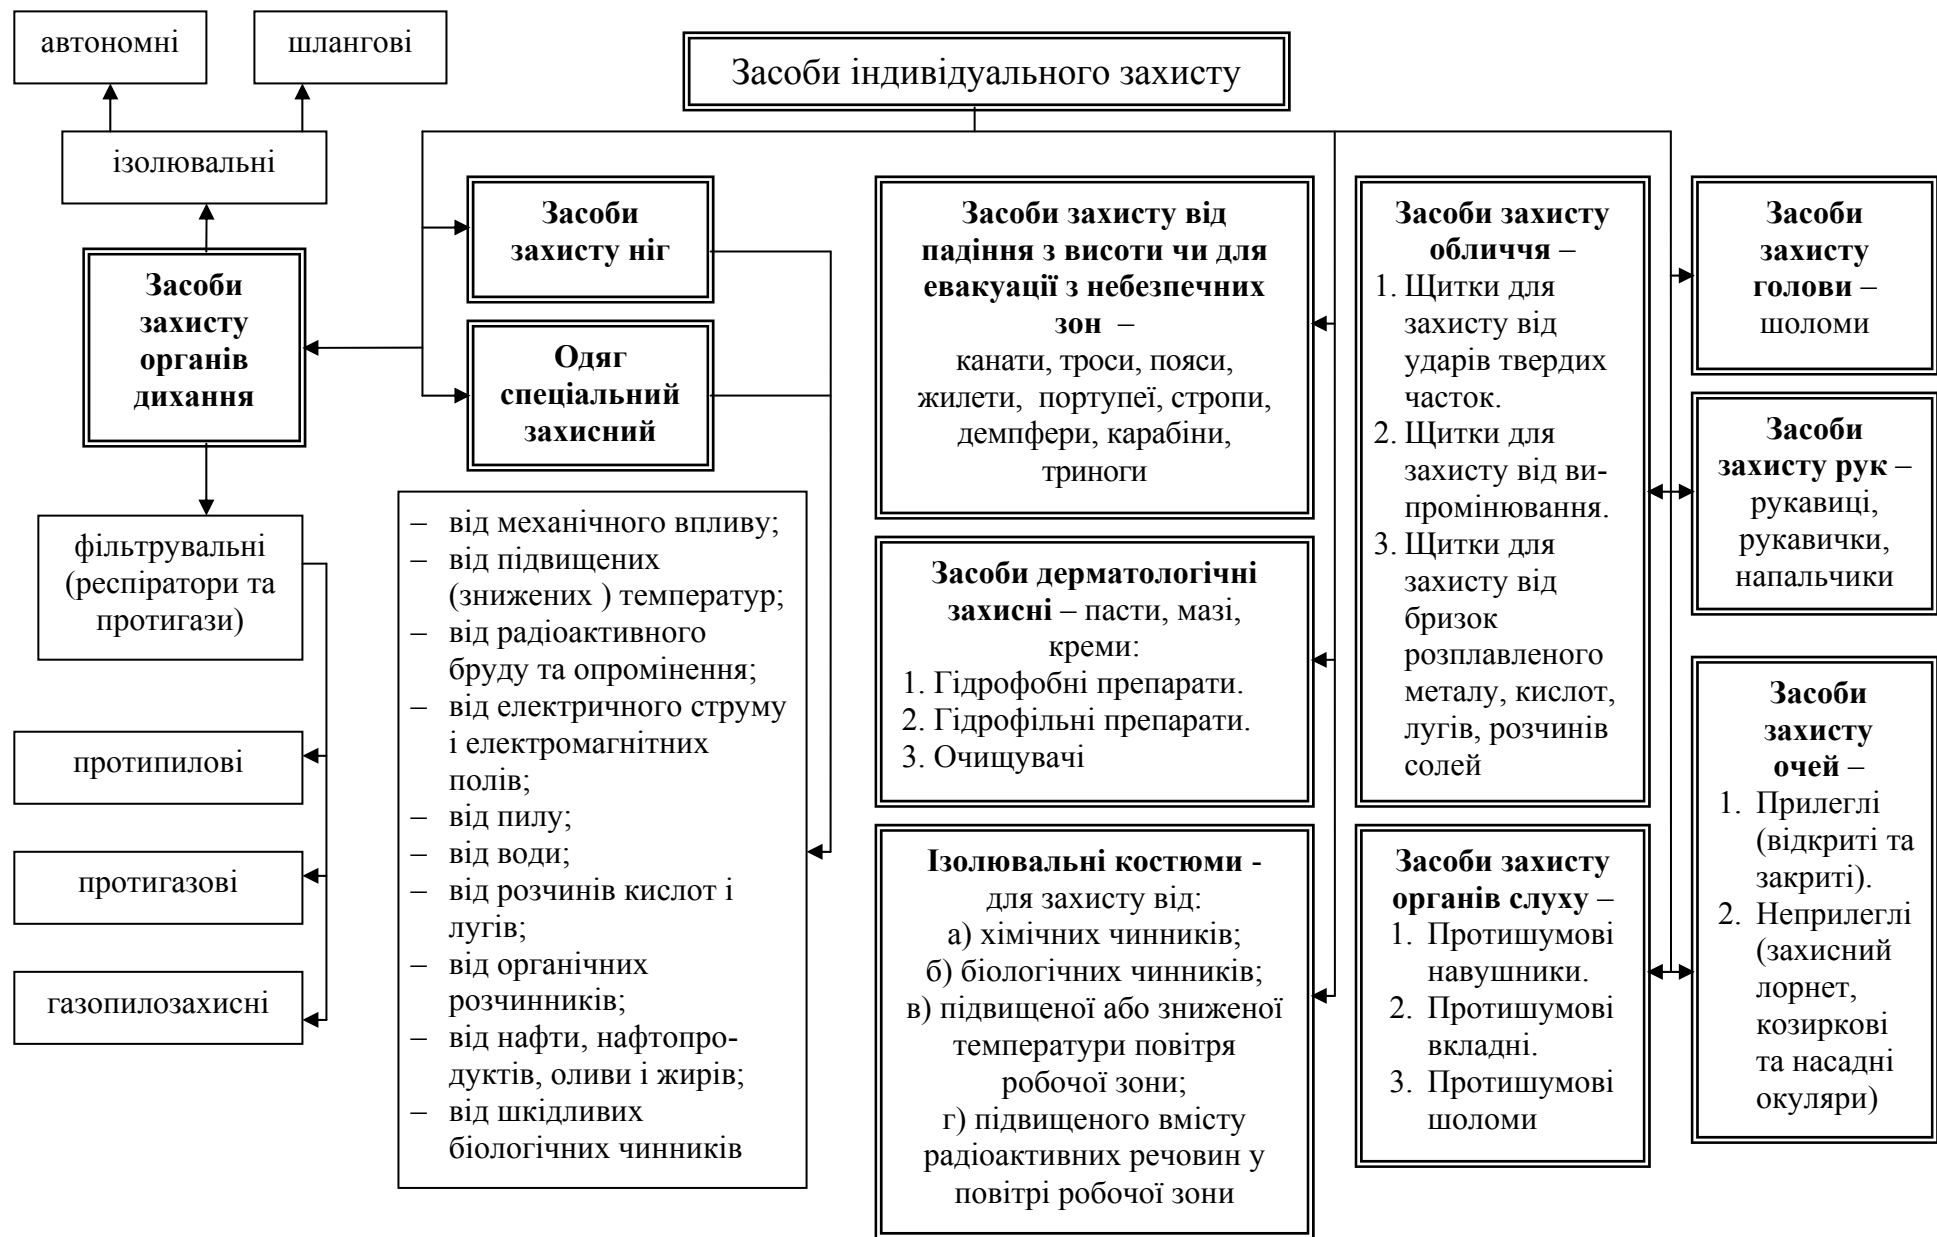 автономні
шлангові
Засоби індивідуального захисту
ізолювальні
Засоби
захисту
органів
дихання
фільтрувальні
(респіратори та
протигази)
протипилові
протигазові
газопилозахисні
Засоби
захисту ніг
Одяг
спеціальний
захисний
– від механічного впливу;
– від підвищених
(знижених ) температур;
– від радіоактивного
бруду та опромінення;
– від електричного струму
і електромагнітних
полів;
– від пилу;
– від води;
– від розчинів кислот і
лугів;
– від органічних
розчинників;
– від нафти, нафтопро-
дуктів, оливи і жирів;
– від шкідливих
біологічних чинників
Засоби захисту від
падіння з висоти чи для
евакуації з небезпечних
зон –
канати, троси, пояси,
жилети, портупеї, стропи,
демпфери, карабіни,
триноги
Засоби дерматологічні
захисні – пасти, мазі,
креми:
1. Гідрофобні препарати.
2. Гідрофільні препарати.
3. Очищувачі
Ізолювальні костюми -
для захисту від:
а) хімічних чинників;
б) біологічних чинників;
в) підвищеної або зниженої
температури повітря
робочої зони;
г) підвищеного вмісту
радіоактивних речовин у
повітрі робочої зони
Засоби захисту
обличчя –
1. Щитки для
захисту від
ударів твердих
часток.
2. Щитки для
захисту від ви-
промінювання.
3. Щитки для
захисту від
бризок
розплавленого
металу, кислот,
лугів, розчинів
солей
Засоби захисту
органів слуху –
1. Протишумові
навушники.
2. Протишумові
вкладні.
3. Протишумові
шоломи
Засоби
захисту
голови –
шоломи
Засоби
захисту рук –
рукавиці,
рукавички,
напальчики
Засоби
захисту
очей –
1. Прилеглі
(відкриті та
закриті).
2. Неприлеглі
(захисний
лорнет,
козиркові
та насадні
окуляри)